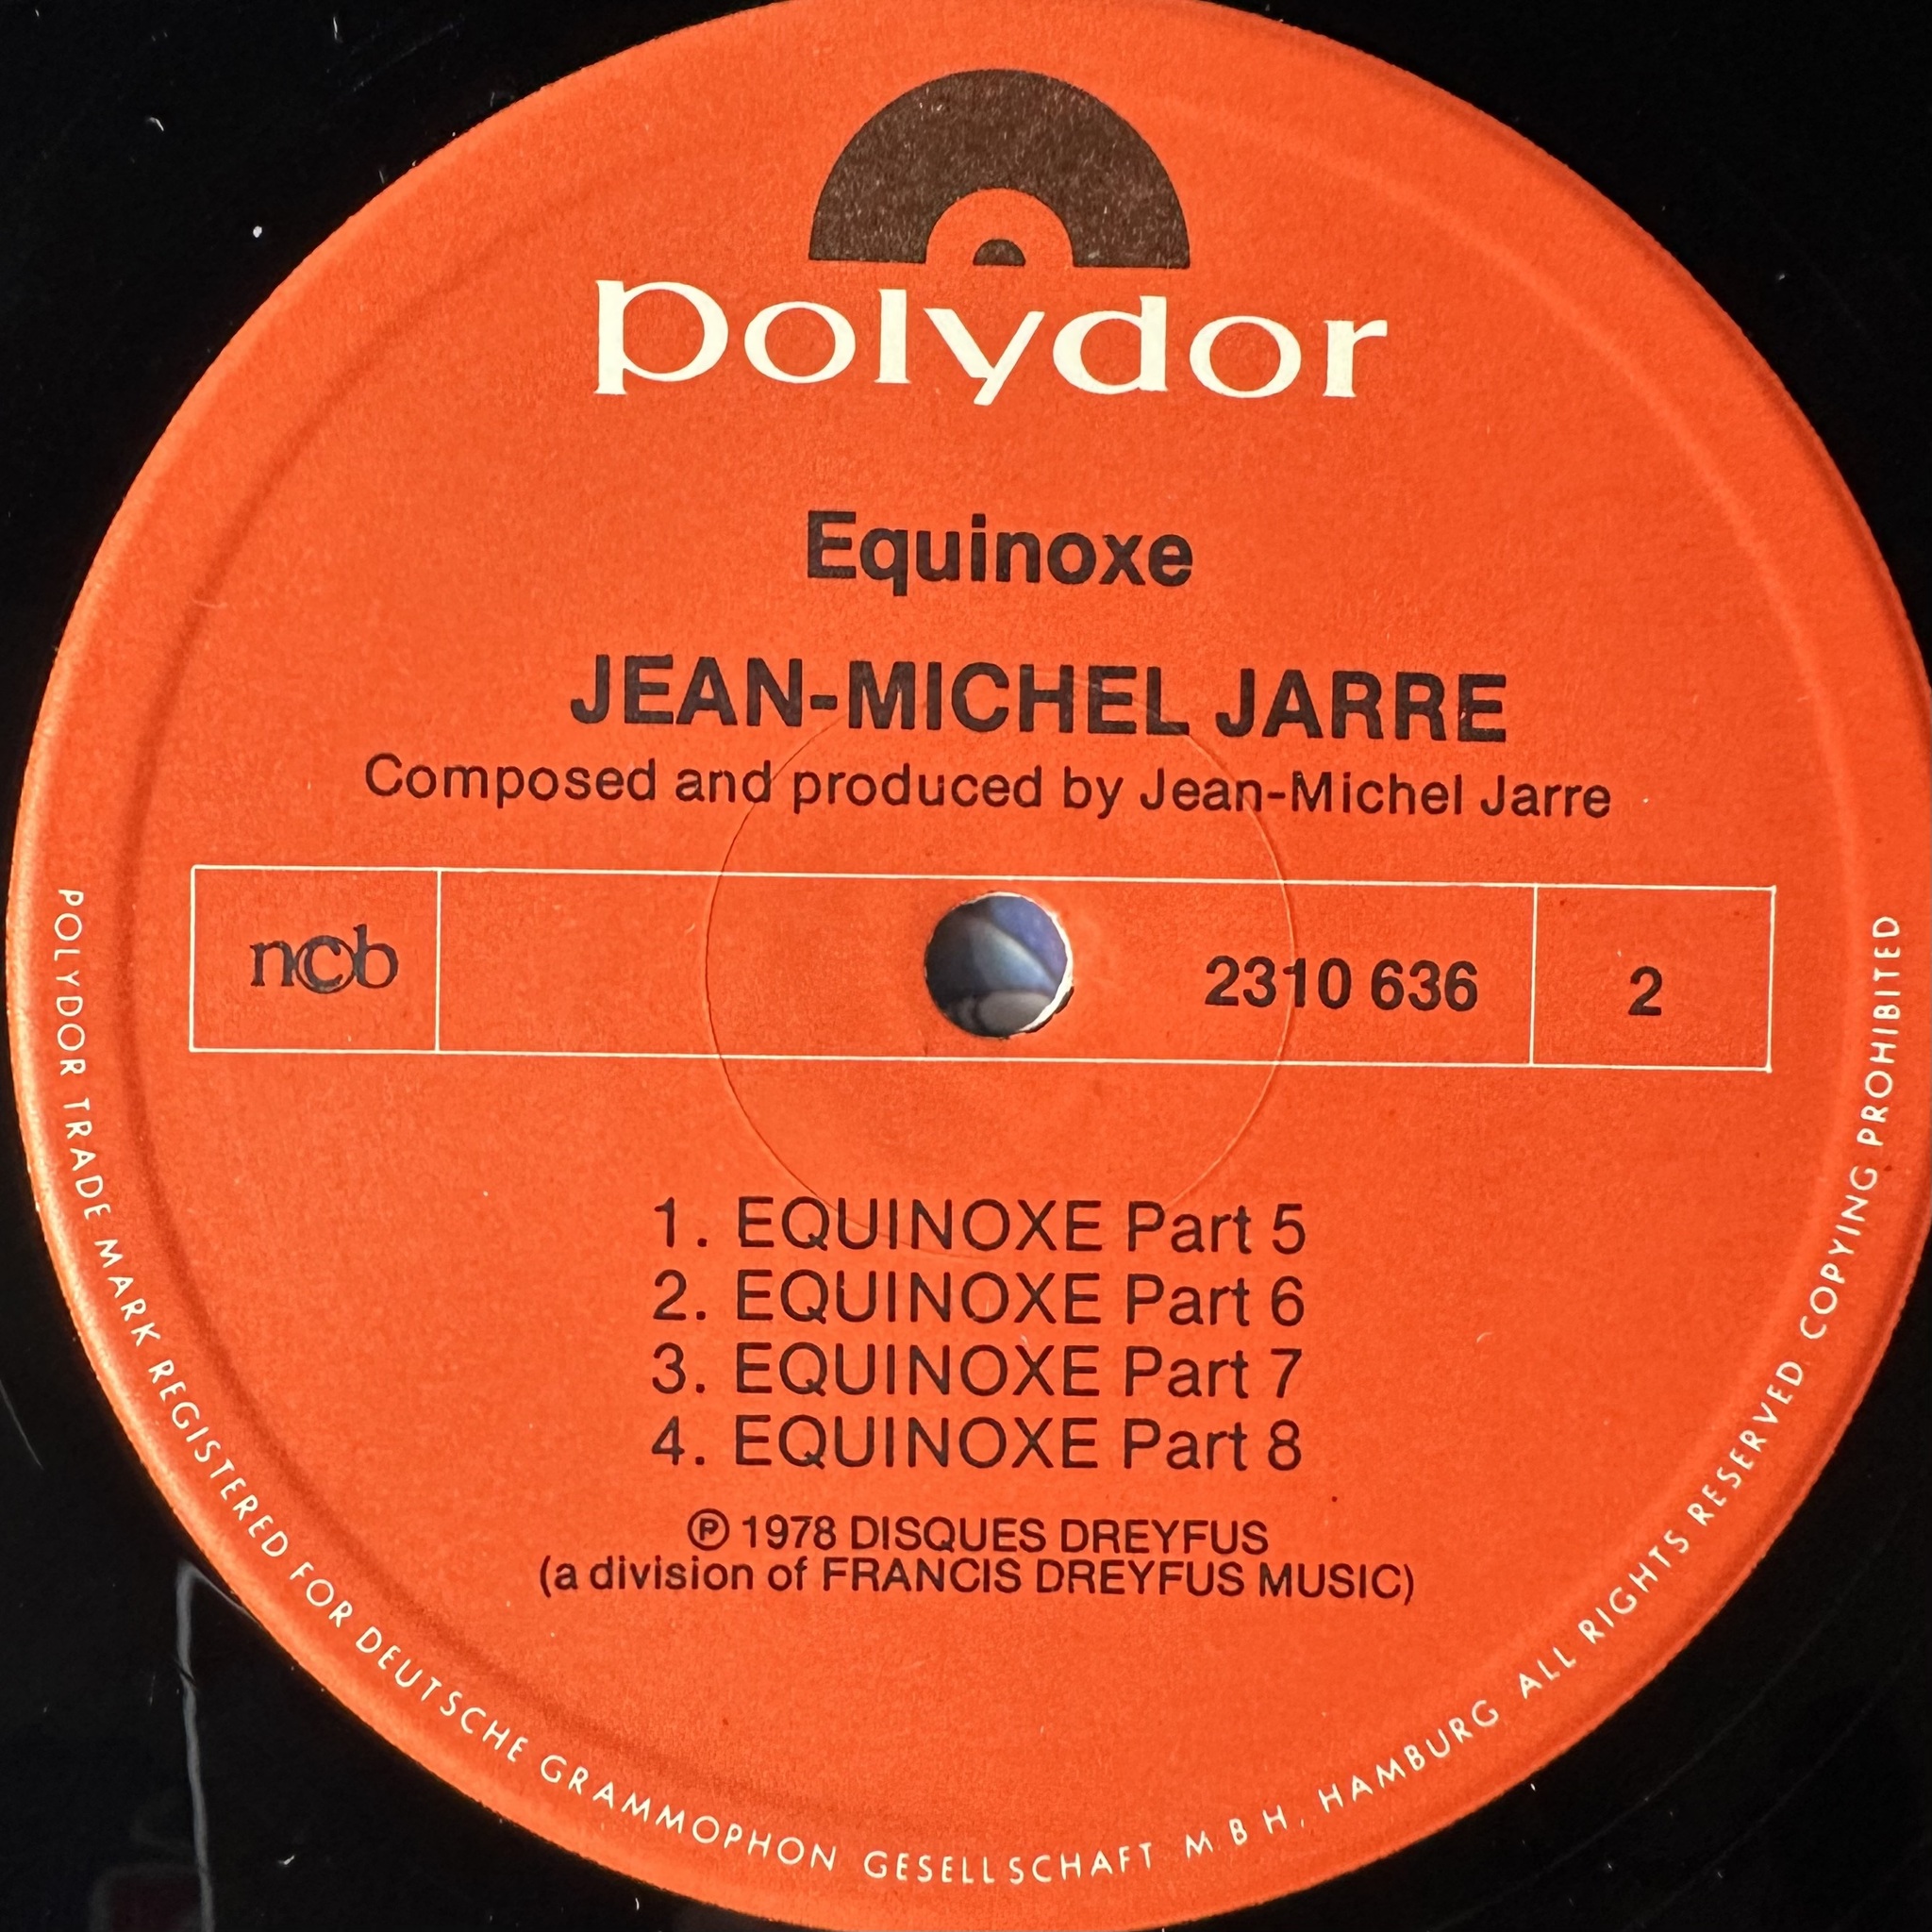 polydor
Equinoxe
JEAN-MICHEL JARRE
Composed and produced by Jean-Michel Jarre
ncb
2310 636
2
1. EQUINOXE Part 5
2. EQUINOXE Part 6
3. EQUINOXE Part 7
4. EQUINOXE Part 8
℗ 1978 DISQUES DREYFUS
(a division of FRANCIS DREYFUS MUSIC)
POLYDOR TRADE MARK REGISTERED FOR DEUTSCHE GRAMMOPHON GESELLSCHAFT M.B.H., HAMBURG ALL RIGHTS RESERVED COPYING PROHIBITED